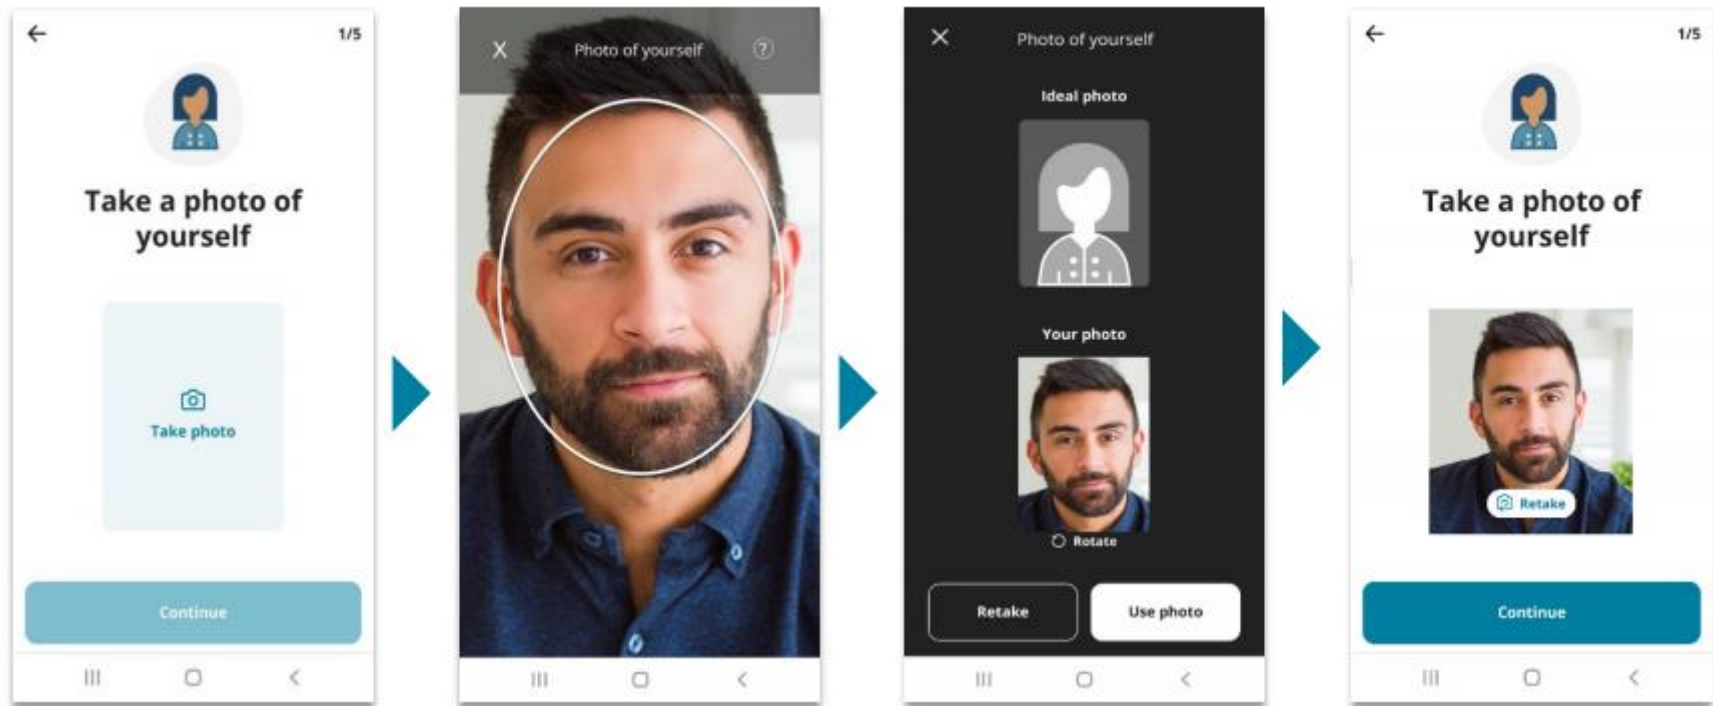 1/5
Take a photo of
yourself
Take photo
Continue
X Photo of yourself ?
Photo of yourself
Ideal photo
Your photo
Rotate
Retake
Use photo
1/5
Take a photo of
yourself
Retake
Continue